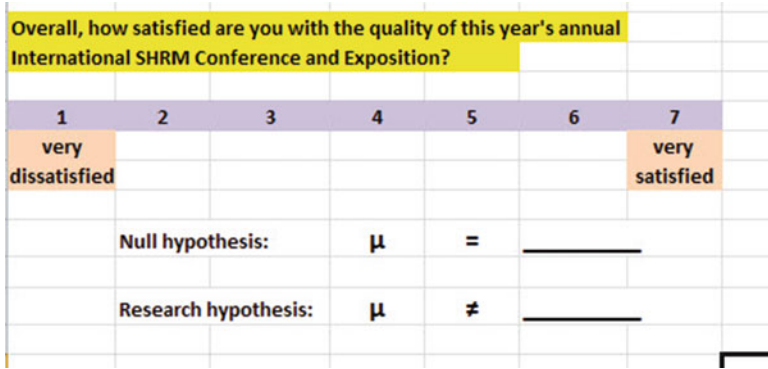 Overall, how satisfied are you with the quality of this year's annual
International SHRM Conference and Exposition?
1 2 3 4 5 6 7
very very
dissatisfied satisfied
Null hypothesis: μ =
Research hypothesis: μ ≠